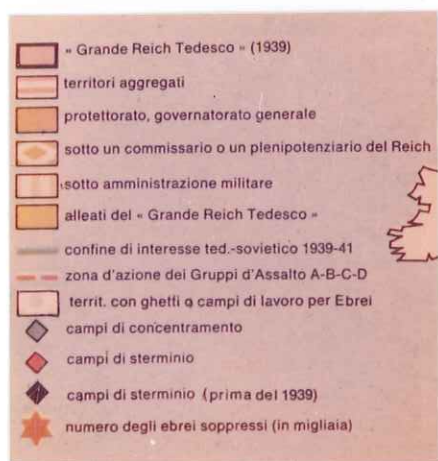 « Grande Reich Tedesco » (1939)
territori aggregati
protettorato, governatorato generale
sotto un commissario o un plenipotenziario del Reich
sotto amministrazione militare
alleati del « Grande Reich Tedesco »
confine di interesse ted.-sovietico 1939-41
zona d'azione dei Gruppi d'Assalto A-B-C-D
territ. con ghetti o campi di lavoro per Ebrei
campi di concentramento
campi di sterminio
campi di sterminio (prima del 1939)
numero degli ebrei soppressi (in migliaia)